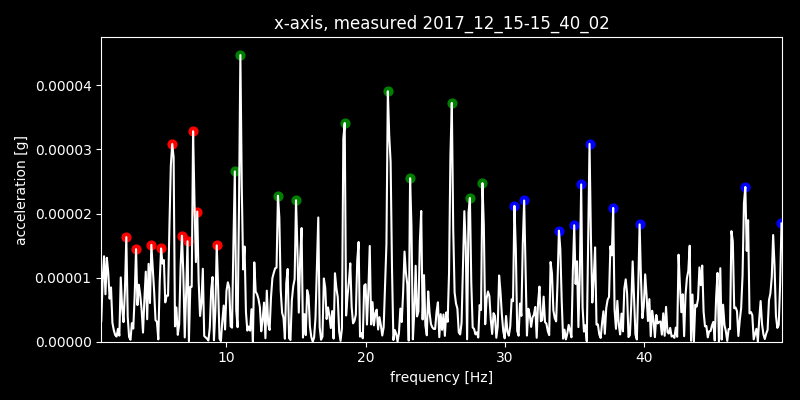 x-axis, measured 2017_12_15-15_40_02
acceleration [g]
0.00004
0.00003
0.00002
0.00001
0.00000
10 20 30 40
frequency [Hz]